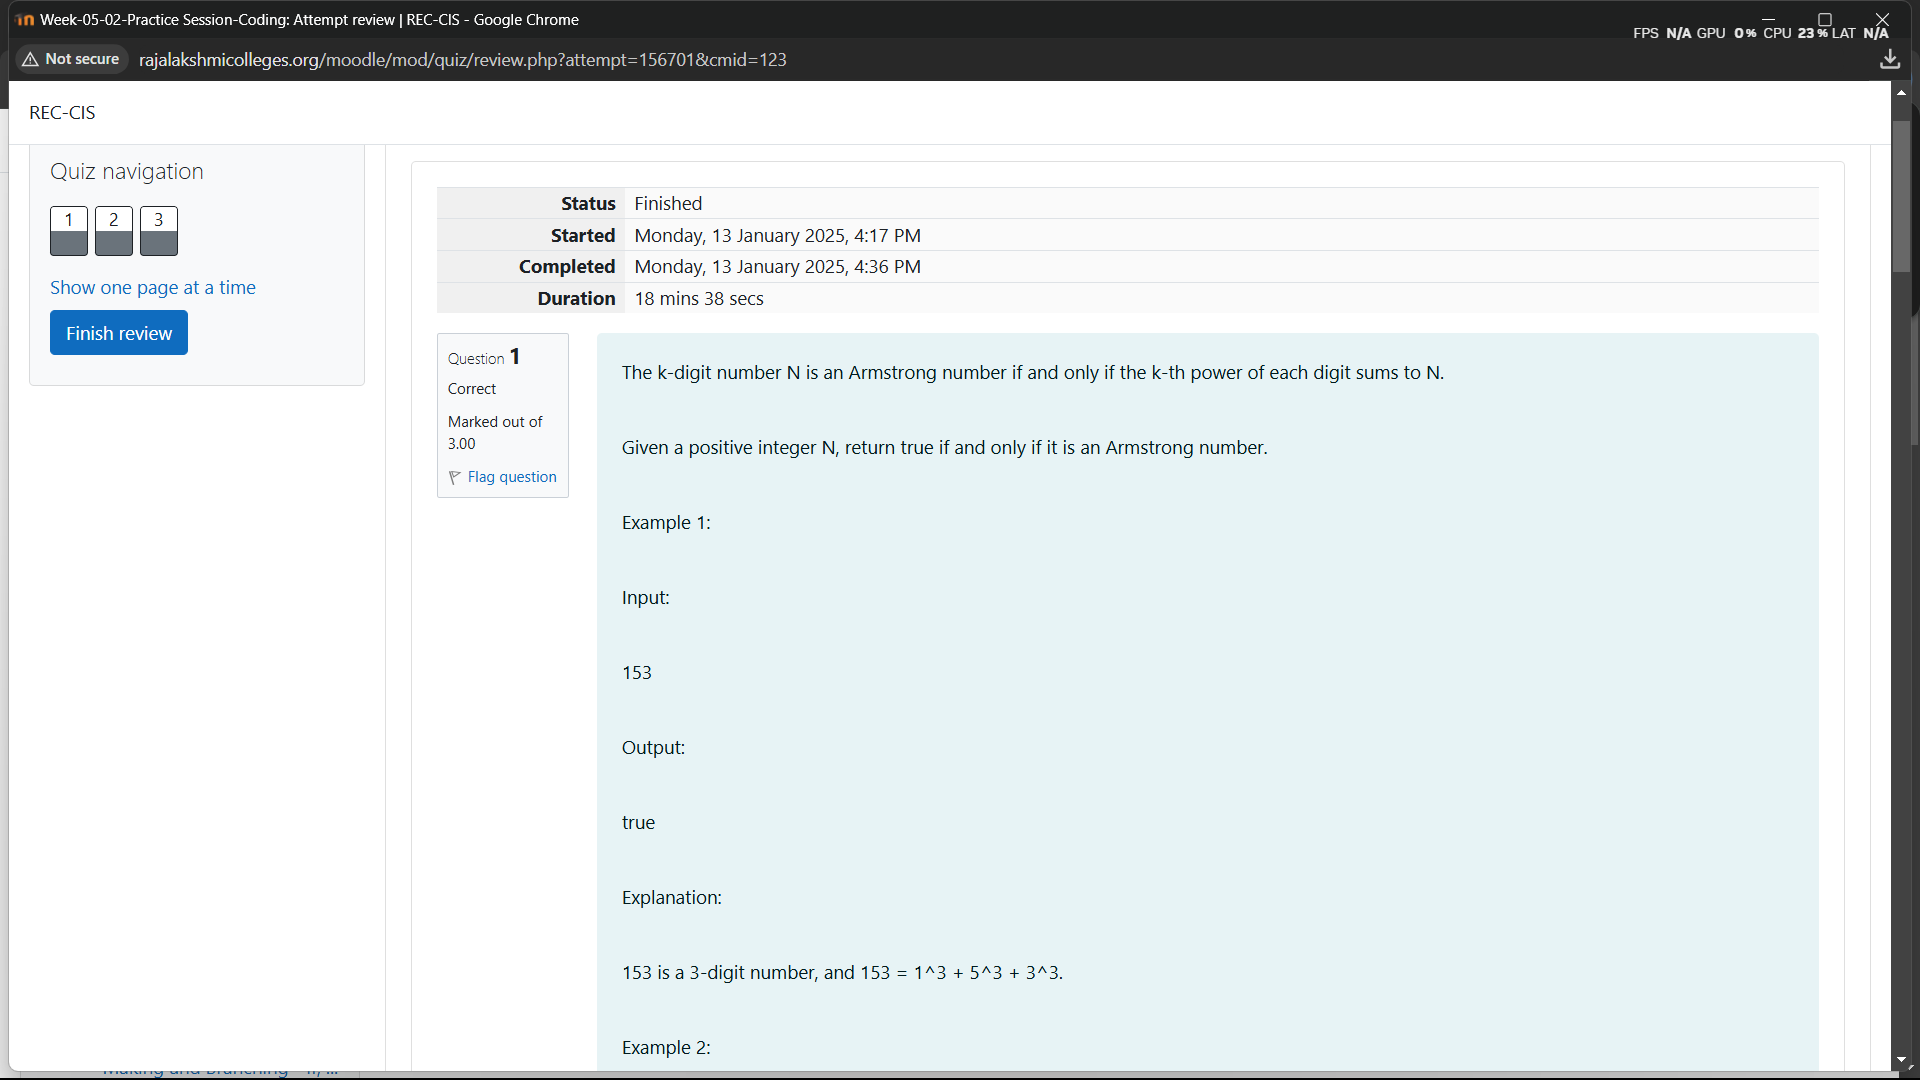 Week-05-02-Practice Session-Coding: Attempt review | REC-CIS - Google Chrome
FPS N/A GPU 0% CPU 23% LAT N/A
Not secure
rajalakshmicolleges.org/moodle/mod/quiz/review.php?attempt=156701&cmid=123
REC-CIS
Quiz navigation
1 2 3
Show one page at a time
Finish review
Status Finished
Started Monday, 13 January 2025, 4:17 PM
Completed Monday, 13 January 2025, 4:36 PM
Duration 18 mins 38 secs
Question 1
Correct
Marked out of
3.00
Flag question
The k-digit number N is an Armstrong number if and only if the k-th power of each digit sums to N.
Given a positive integer N, return true if and only if it is an Armstrong number.
Example 1:
Input:
153
Output:
true
Explanation:
153 is a 3-digit number, and 153 = 1^3 + 5^3 + 3^3.
Example 2: